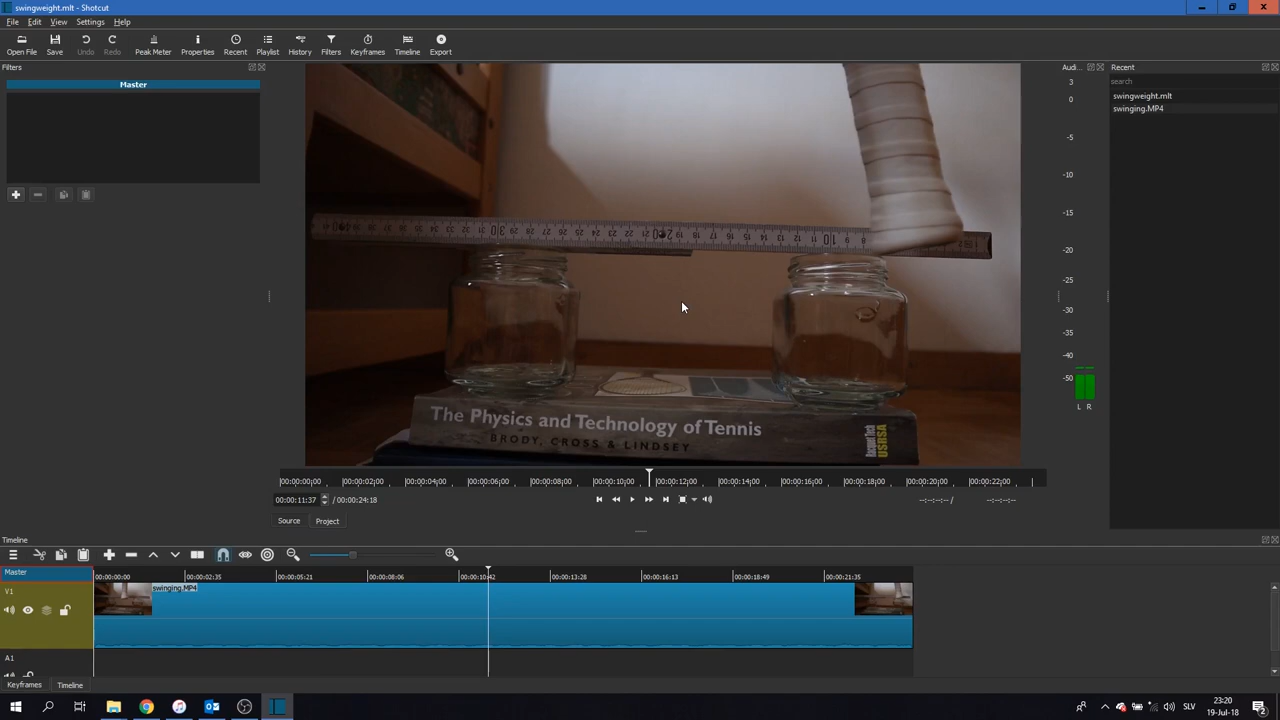 swingweight.mlt - Shotcut
File Edit View Settings Help
Open File Save Undo Redo Peak Meter Properties Recent Playlist History Filters Keyframes Timeline Export
Filters
Master
Audi...
3
0
-5
-10
-15
-20
-25
-30
-35
-40
-50
L R
Recent
search
swingweight.mlt
swinging.MP4
The Physics and Technology of Tennis
BRODY, CROSS & LINDSEY
Racquet Tech
USRSA
|00:00:00;00 |00:00:02;00 |00:00:04;00 |00:00:06;00 |00:00:08;00 |00:00:10;00 |00:00:12;00 |00:00:14;00 |00:00:16;00 |00:00:18;00 |00:00:20;00 |00:00:22;00
00:00:11;37 / 00:00:24;18 --:--:--:-- / --:--:--:--
Source Project
Timeline
Master
00:00:00;00 00:00:02;35 00:00:05;21 00:00:08;06 00:00:10;42 00:00:13;28 00:00:16;13 00:00:18;49 00:00:21;35
V1
swinging.MP4
A1
Keyframes Timeline
SLV
23:20
19-Jul-18
2